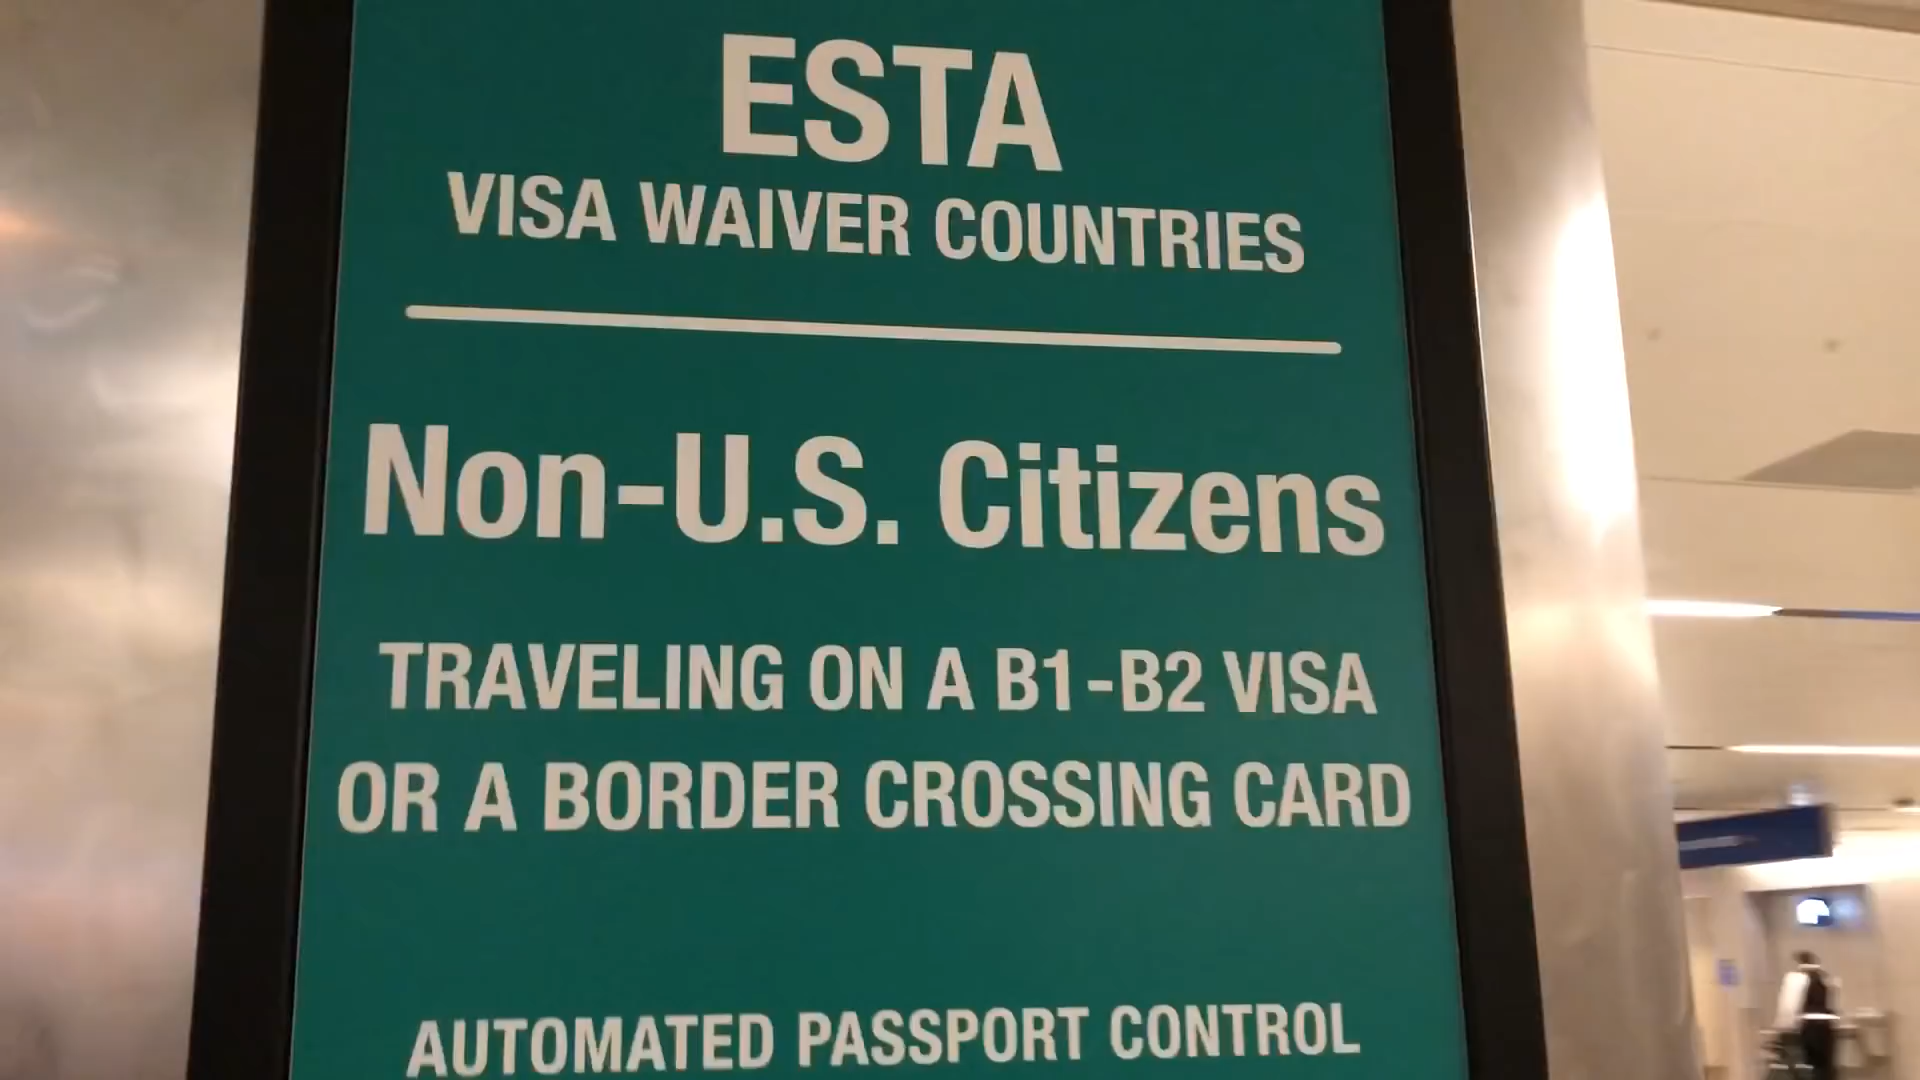 ESTA
VISA WAIVER COUNTRIES
Non-U.S. Citizens
TRAVELING ON A B1-B2 VISA
OR A BORDER CROSSING CARD
AUTOMATED PASSPORT CONTROL